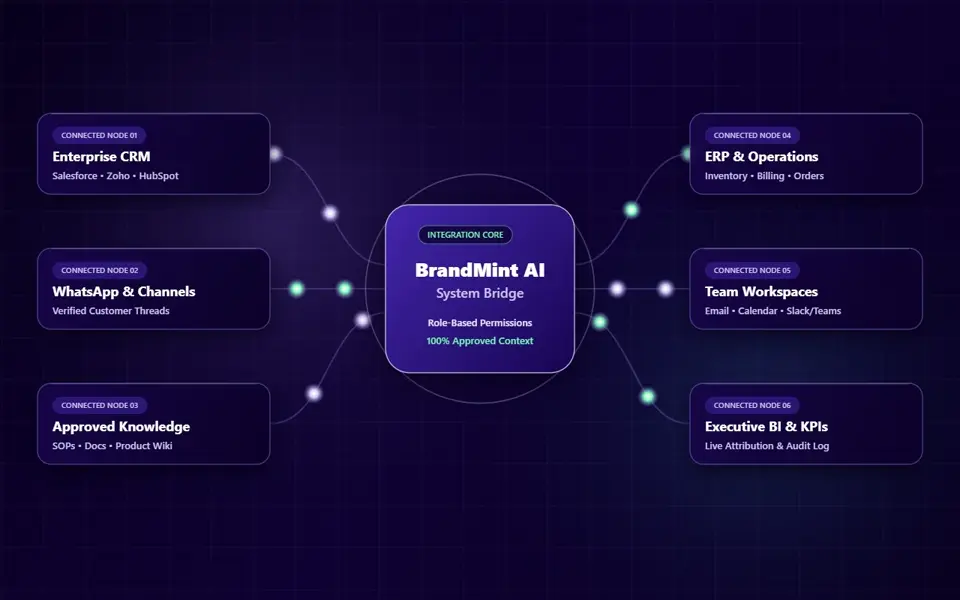 CONNECTED NODE 01
Enterprise CRM
Salesforce • Zoho • HubSpot
CONNECTED NODE 02
WhatsApp & Channels
Verified Customer Threads
CONNECTED NODE 03
Approved Knowledge
SOPs • Docs • Product Wiki
INTEGRATION CORE
BrandMint AI
System Bridge
Role-Based Permissions
100% Approved Context
CONNECTED NODE 04
ERP & Operations
Inventory • Billing • Orders
CONNECTED NODE 05
Team Workspaces
Email • Calendar • Slack/Teams
CONNECTED NODE 06
Executive BI & KPIs
Live Attribution & Audit Log